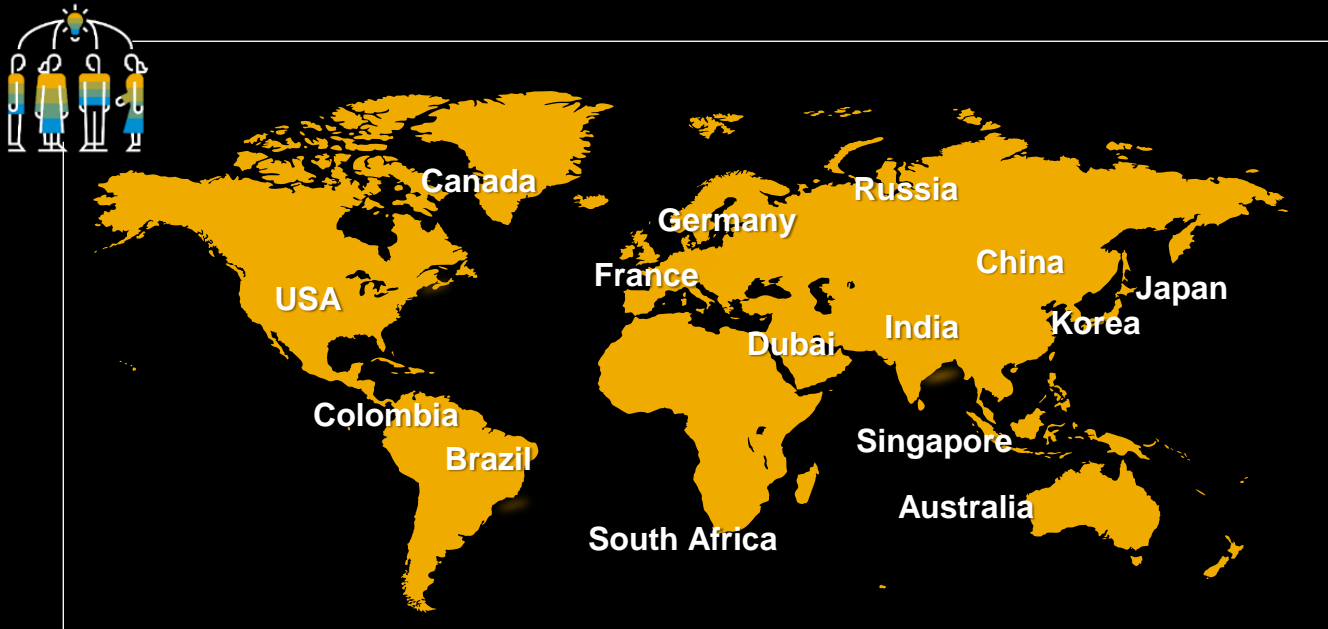 Canada
Russia
Germany
China
France
Japan
USA
Korea
India
Dubai
Colombia
Singapore
Brazil
Australia
South Africa